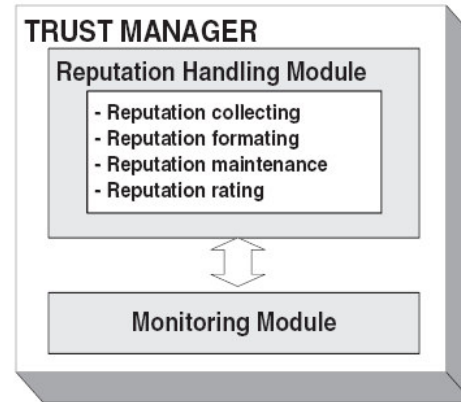 TRUST MANAGER
Reputation Handling Module
- Reputation collecting
- Reputation formating
- Reputation maintenance
- Reputation rating
Monitoring Module